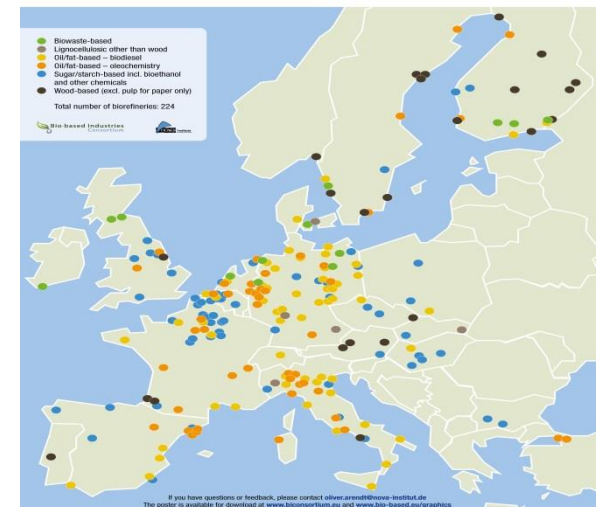 Biowaste-based
Lignocellulosic other than wood
Oil/fat-based – biodiesel
Oil/fat-based – oleochemistry
Sugar/starch-based incl. bioethanol
and other chemicals
Wood-based (excl. pulp for paper only)
Total number of biorefineries: 224
Bio-based Industries
Consortium
If you have questions or feedback, please contact oliver.arendt@nova-institut.de
The poster is available for download at www.biconsortium.eu and www.bio-based.eu/graphics